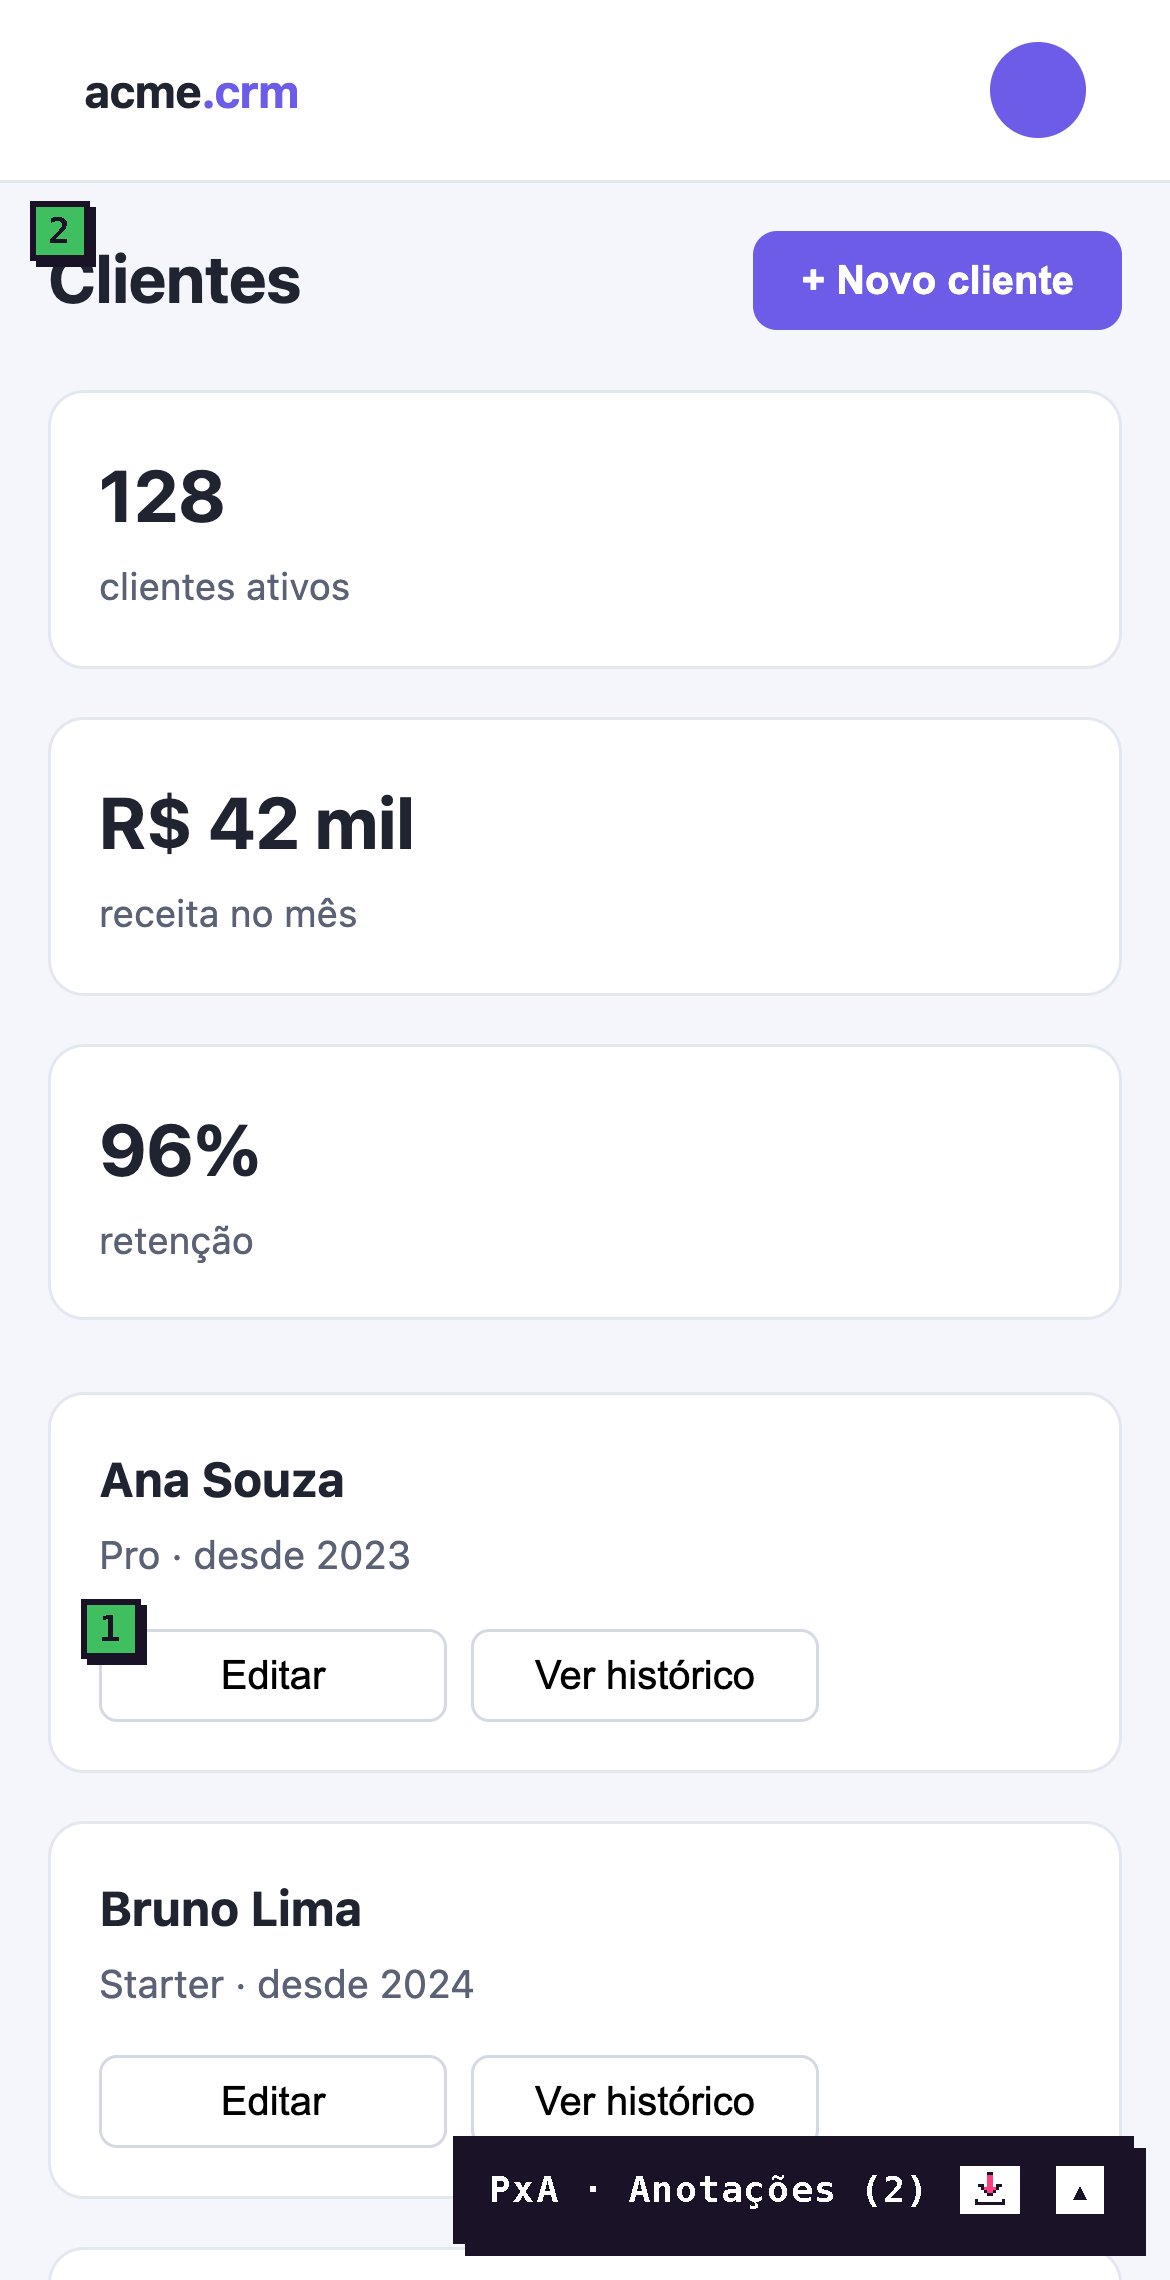 acme.crm
2
Clientes
+ Novo cliente
128
clientes ativos
R$ 42 mil
receita no mês
96%
retenção
Ana Souza
Pro · desde 2023
1
Editar
Ver histórico
Bruno Lima
Starter · desde 2024
Editar
Ver histórico
PxA · Anotações (2)